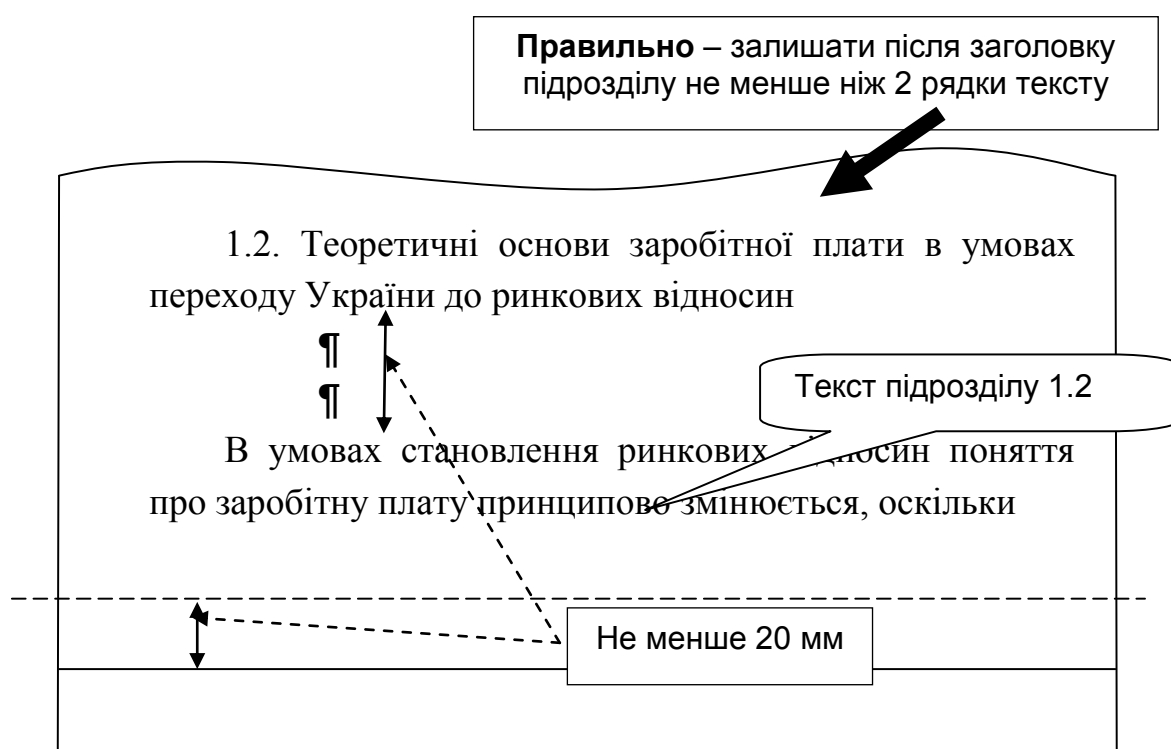 Правильно – залишати після заголовку
підрозділу не менше ніж 2 рядки тексту
1.2. Теоретичні основи заробітної плати в умовах
переходу України до ринкових відносин
¶
¶
Текст підрозділу 1.2
В умовах становлення ринкових відносин поняття
про заробітну плату принципово змінюється, оскільки
Не менше 20 мм